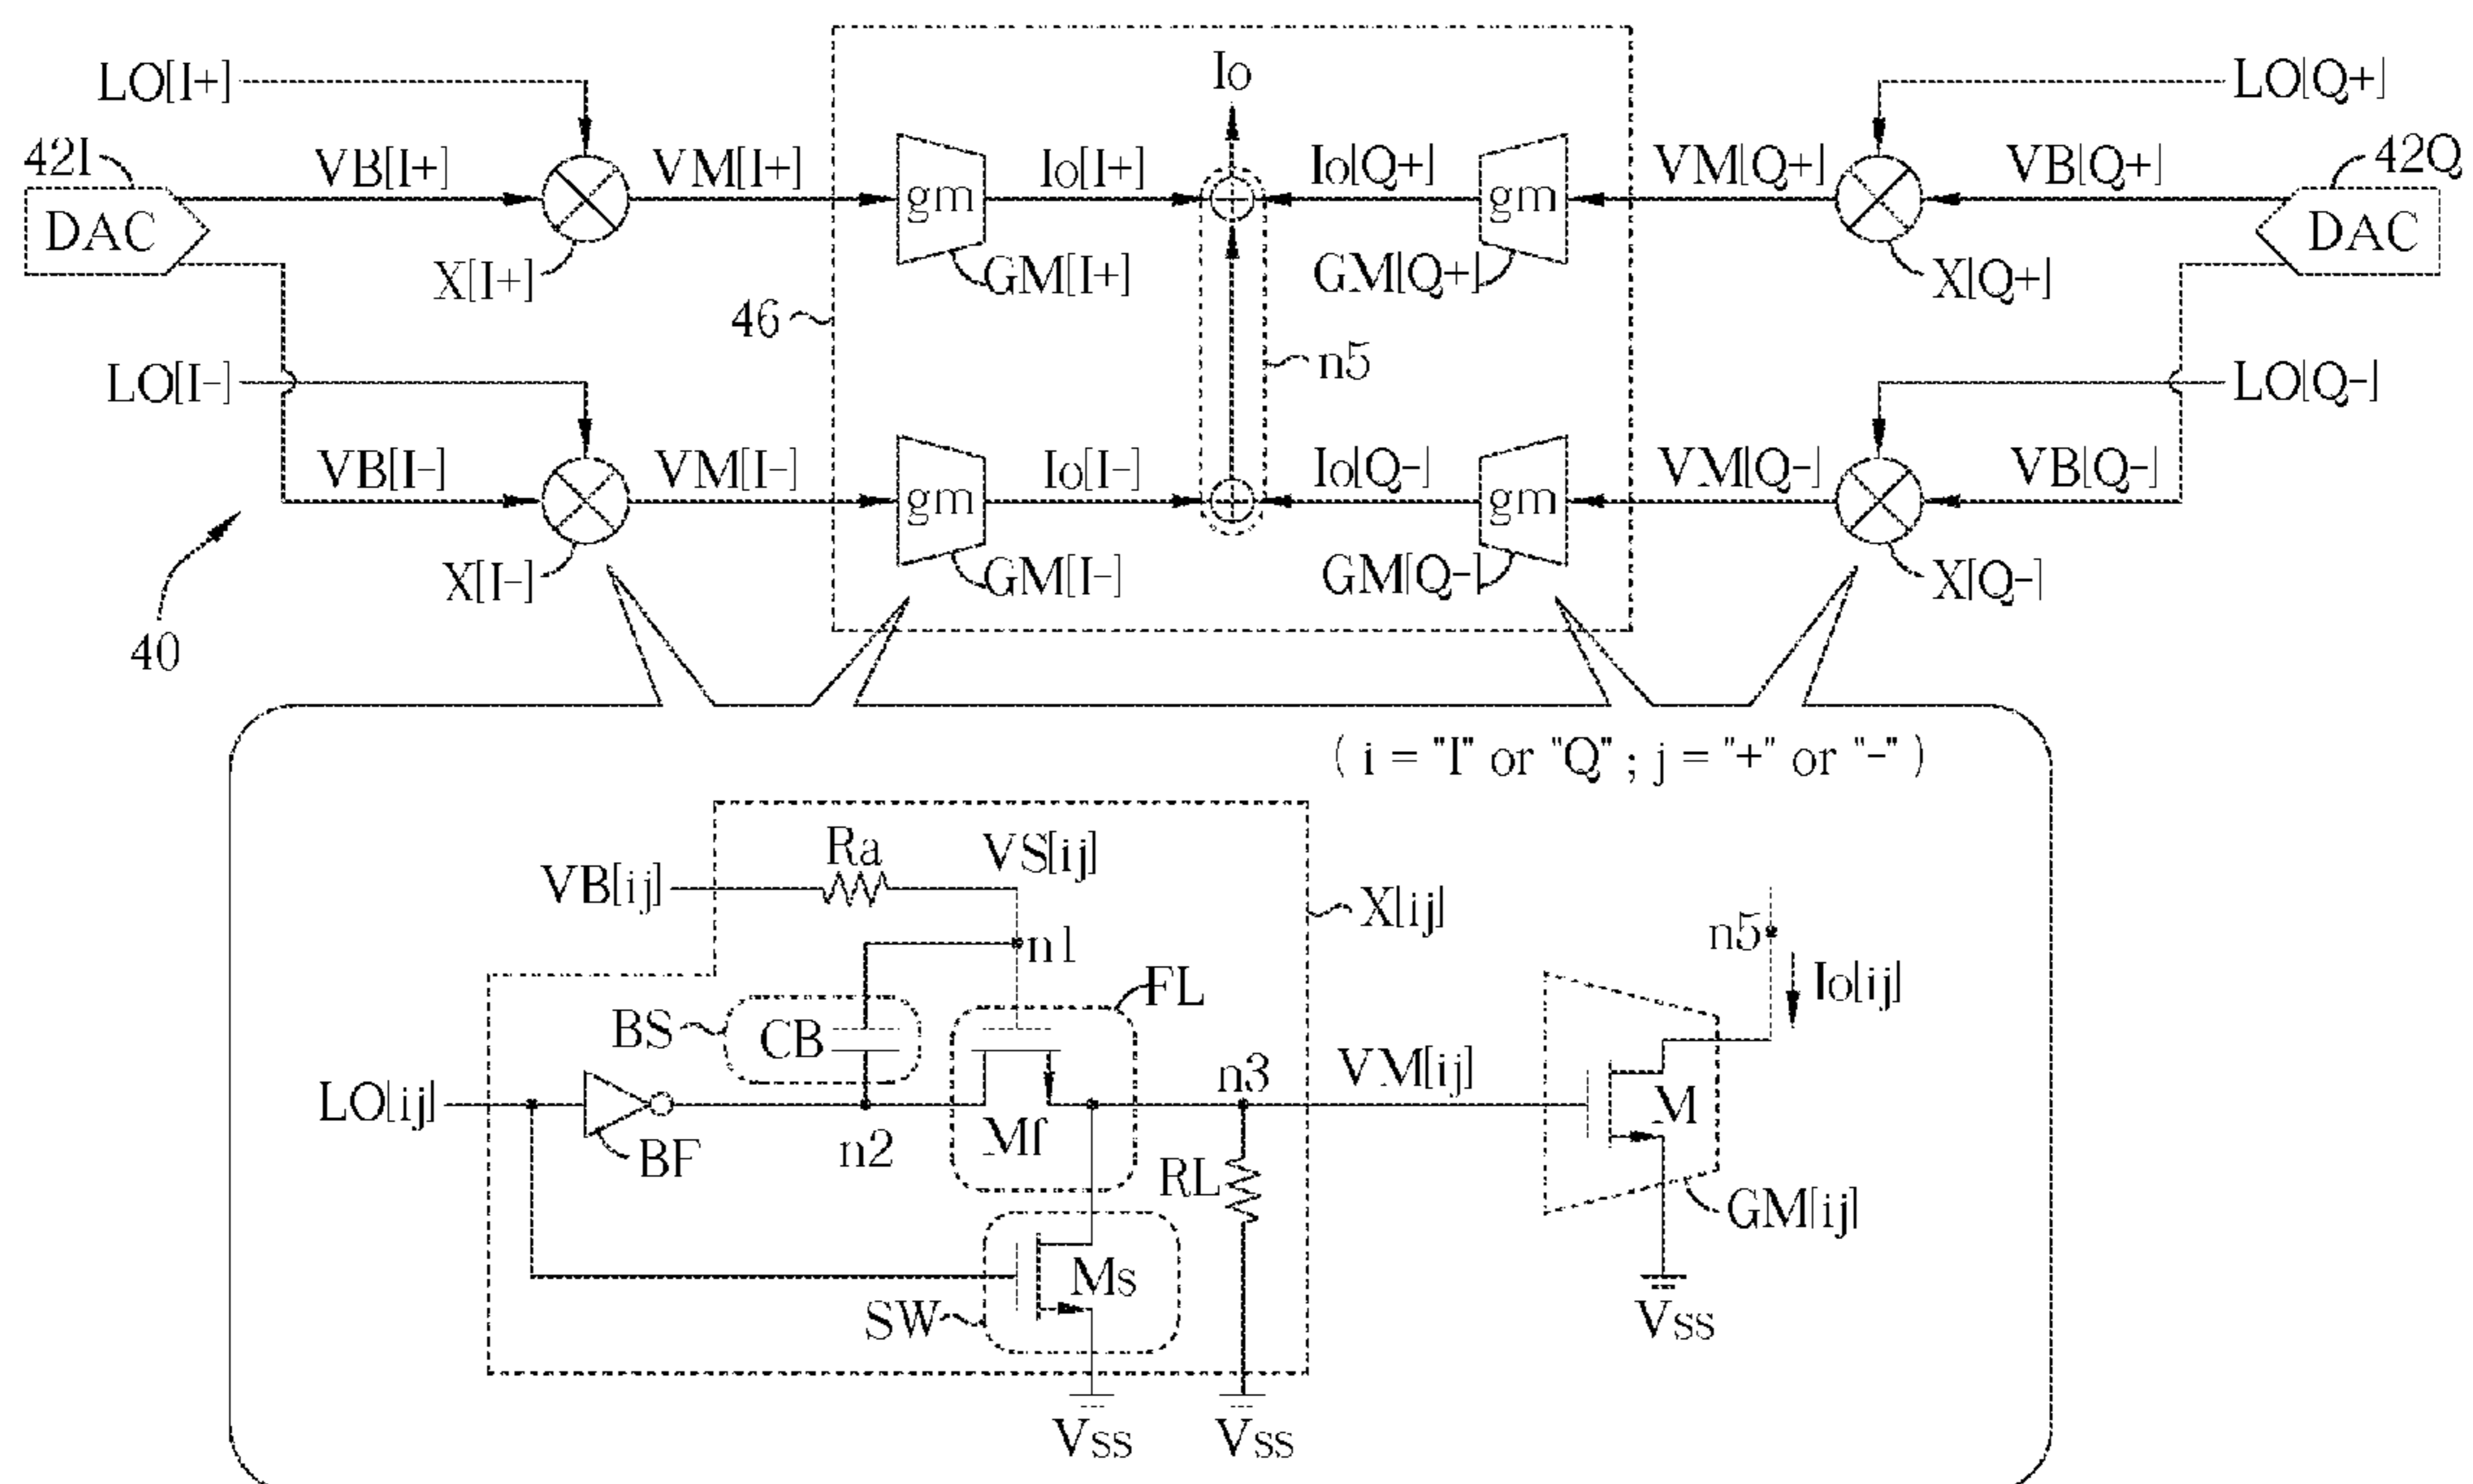 LO[I+] Io LO[Q+]
42I VB[I+] VM[I+] Io[I+] Io[Q+] VM[Q+] VB[Q+] 42Q
DAC gm gm DAC
X[I+] GM[I+] GM[Q+] X[Q+]
46 n5
LO[I-] LO[Q-]
VB[I-] VM[I-] Io[I-] Io[Q-] VM[Q-] VB[Q-]
gm gm
X[I-] GM[I-] GM[Q-] X[Q-]
40
( i = "I" or "Q" ; j = "+" or "-" )
Ra VS[ij]
VB[ij] X[ij]
n1 n5
FL Io[ij]
BS CB
LO[ij] n3 VM[ij] M
BF n2 Mf
RL GM[ij]
Ms
SW Vss
Vss Vss